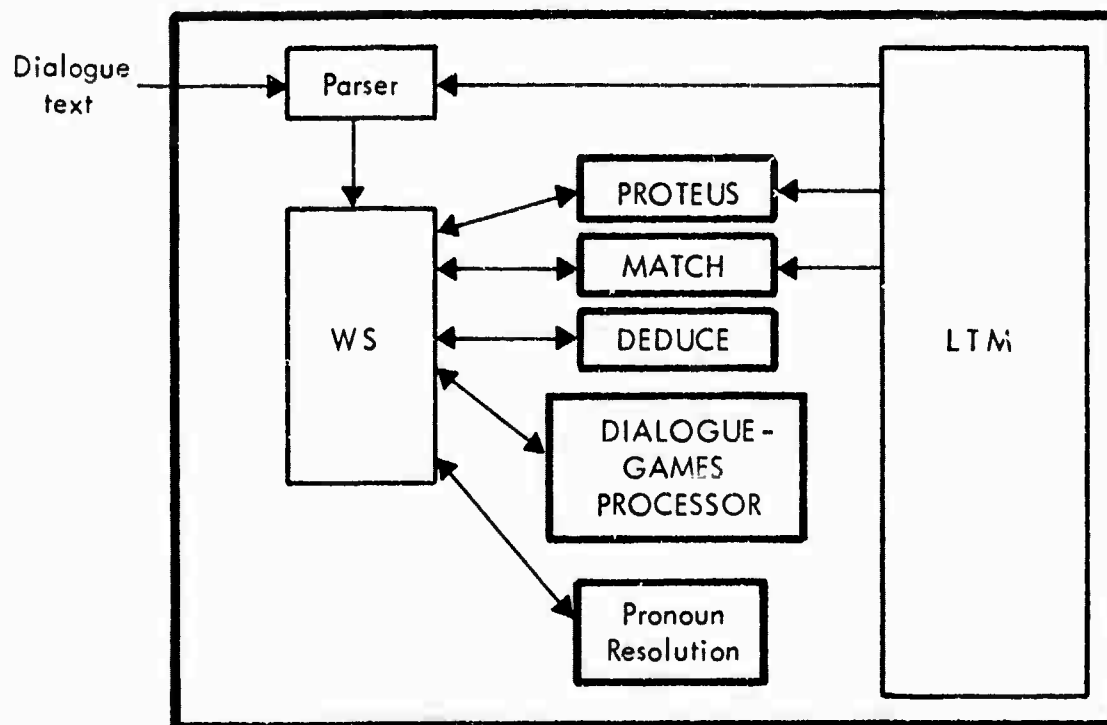 Dialogue
text
Parser
PROTEUS
MATCH
WS
DEDUCE
LTM
DIALOGUE-
GAMES
PROCESSOR
Pronoun
Resolution